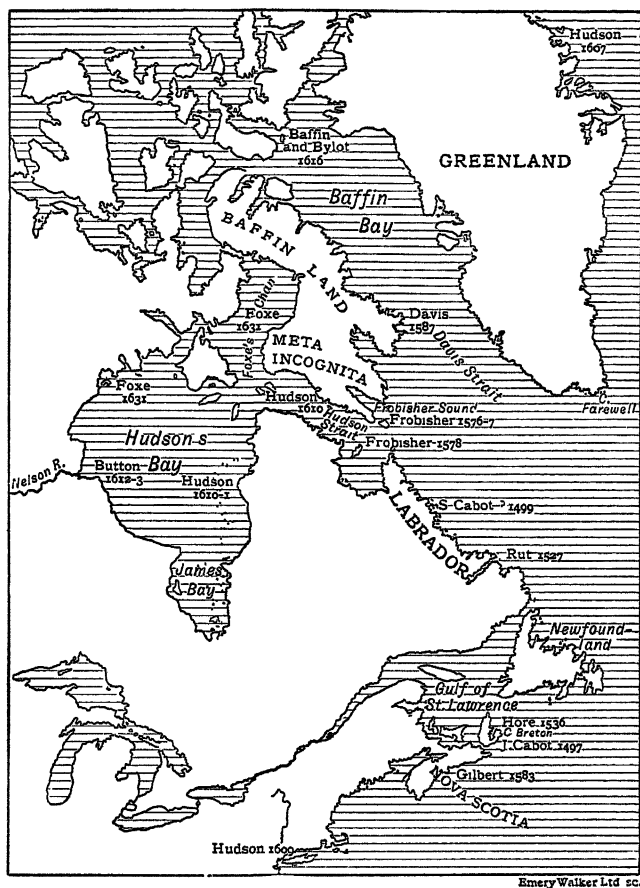 Hudson
1607
Baffin
and Bylot
1616
GREENLAND
Baffin
Bay
BAFFIN LAND
Foxe's Chan
Foxe
1631
Davis
1587
Davis Strait
META
INCOGNITA
C.
Farewell
Foxe
1631
Hudson
1610
Hudson
Strait
Frobisher Sound
Frobisher 1576-7
Frobisher 1578
Hudson's
Bay
Nelson R.
Button
1612-3
Hudson
1610-1
S. Cabot ? 1499
LABRADOR
Rut 1527
James
Bay
Newfound-
land
Gulf of
St. Lawrence
Hore 1536
C Breton
J. Cabot 1497
Gilbert 1583
NOVA SCOTIA
Hudson 1609
Emery Walker Ltd sc.